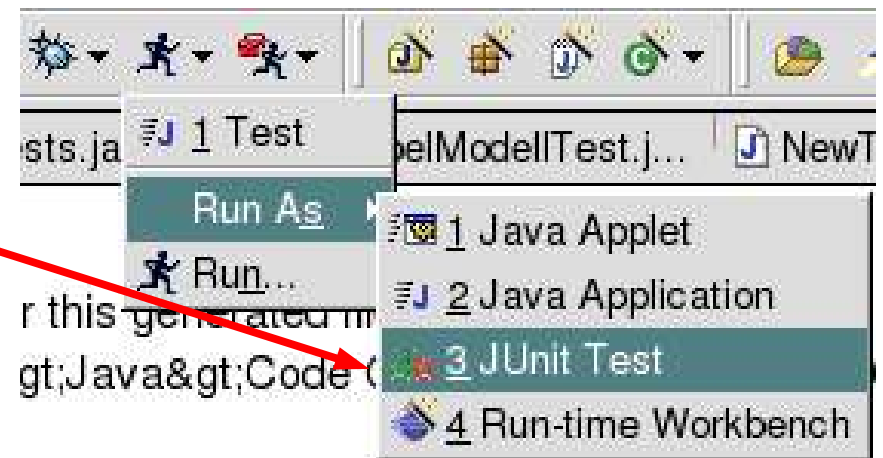 1 Test
sts.ja
belModellTest.j...
NewT
Run As
1 Java Applet
Run...
2 Java Application
r this generated
3 JUnit Test
gt;Java&gt;Code
4 Run-time Workbench